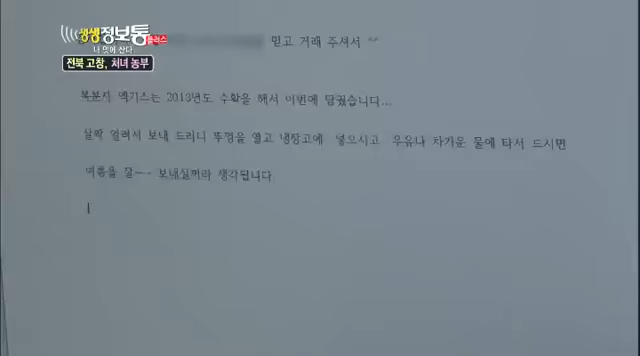 생생정보통 플러스
나 멋에 산다
전북 고창, 처녀 농부
믿고 거래 주셔서 ^^
복분자 엑기스는 2013년도 수확을 해서 이번에 담궜습니다...
살짝 얼려서 보내 드리니 뚜껑을 열고 냉장고에 넣으시고 우유나 차가운 물에 타서 드시면
여름을 잘~~ 보내실꺼라 생각됩니다